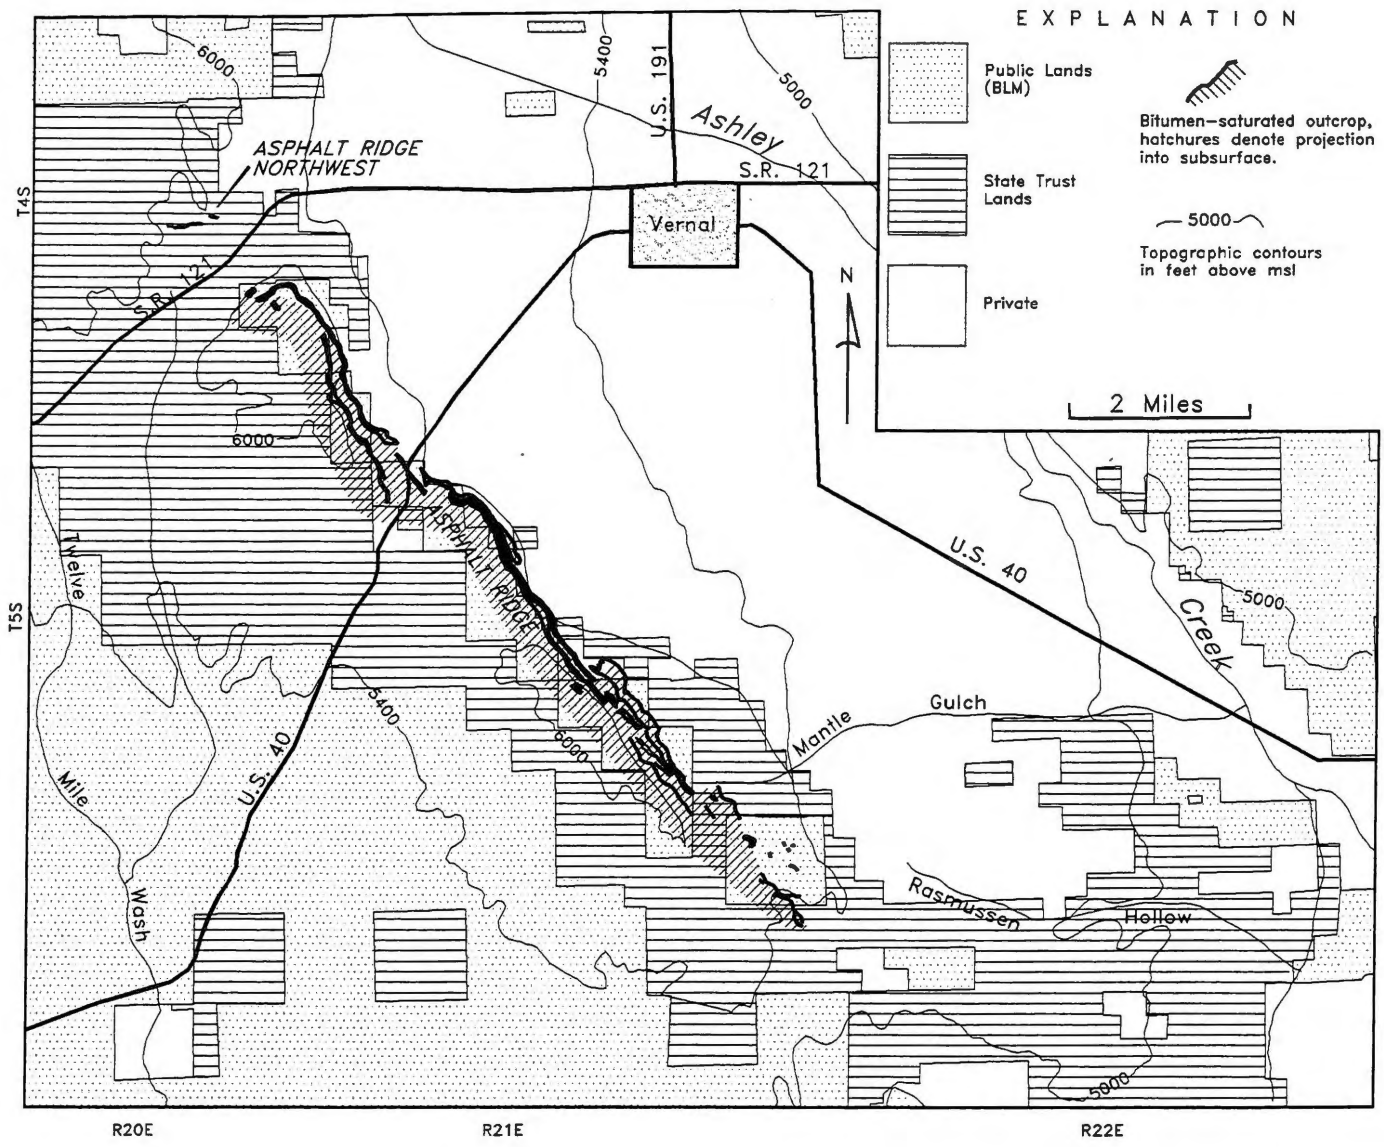 EXPLANATION
Public Lands
(BLM)
Bitumen-saturated outcrop,
hatchures denote projection
into subsurface.
State Trust
Lands
5000
Topographic contours
in feet above msl
Private
2 Miles
N
6000
5400
U.S. 191
5000
Ashley
S.R. 121
ASPHALT RIDGE
NORTHWEST
T4S
Vernal
S.R. 121
6000
ASPHALT RIDGE
U.S. 40
Twelve
T5S
5000
Creek
5400
Gulch
Mantle
6000
U.S. 40
Mile
Rasmussen
Hollow
Wash
5000
R20E
R21E
R22E